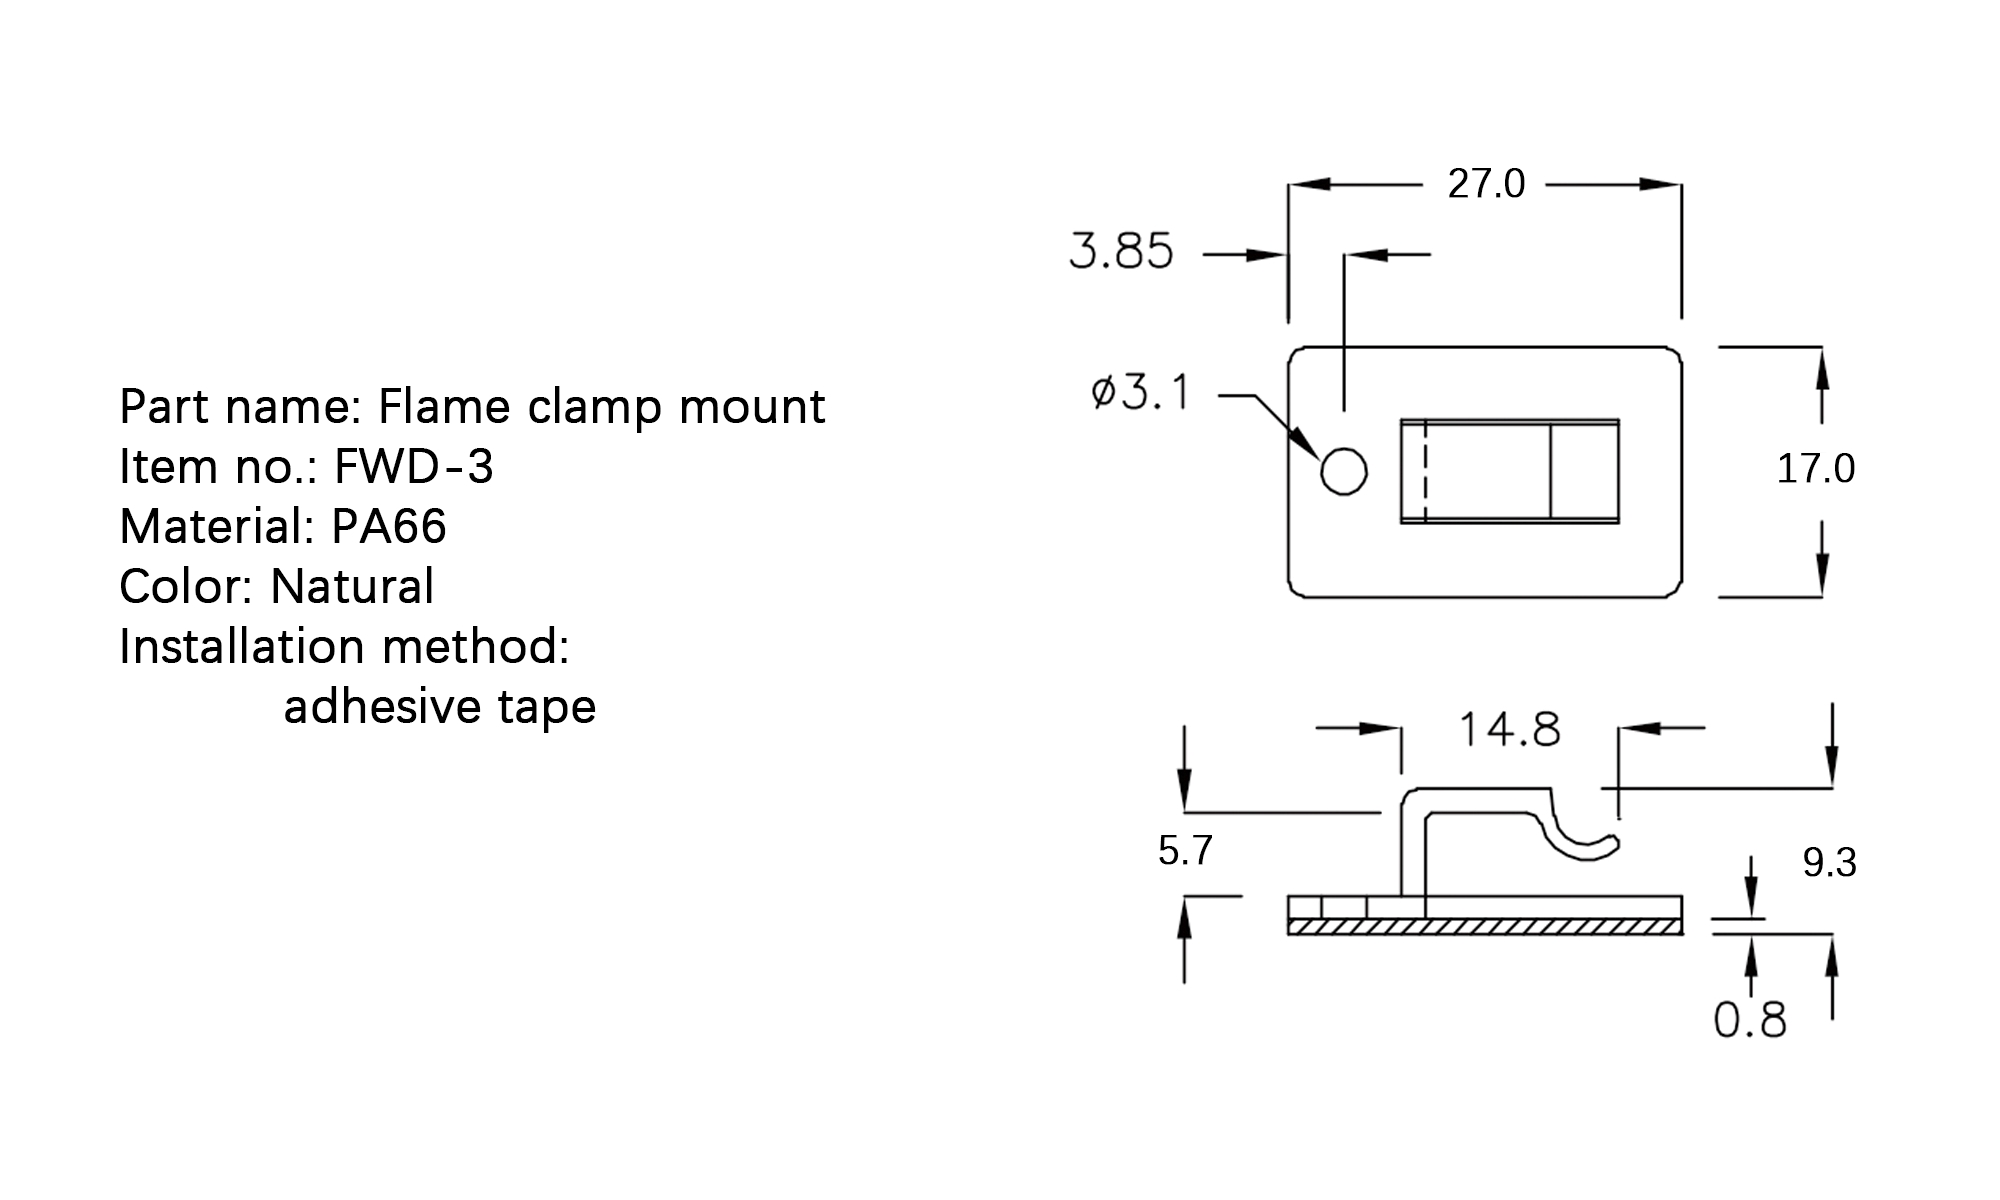 Part name: Flame clamp mount
Item no.: FWD-3
Material: PA66
Color: Natural
Installation method:
adhesive tape
27.0
3.85
ø3.1
17.0
14.8
5.7
9.3
0.8